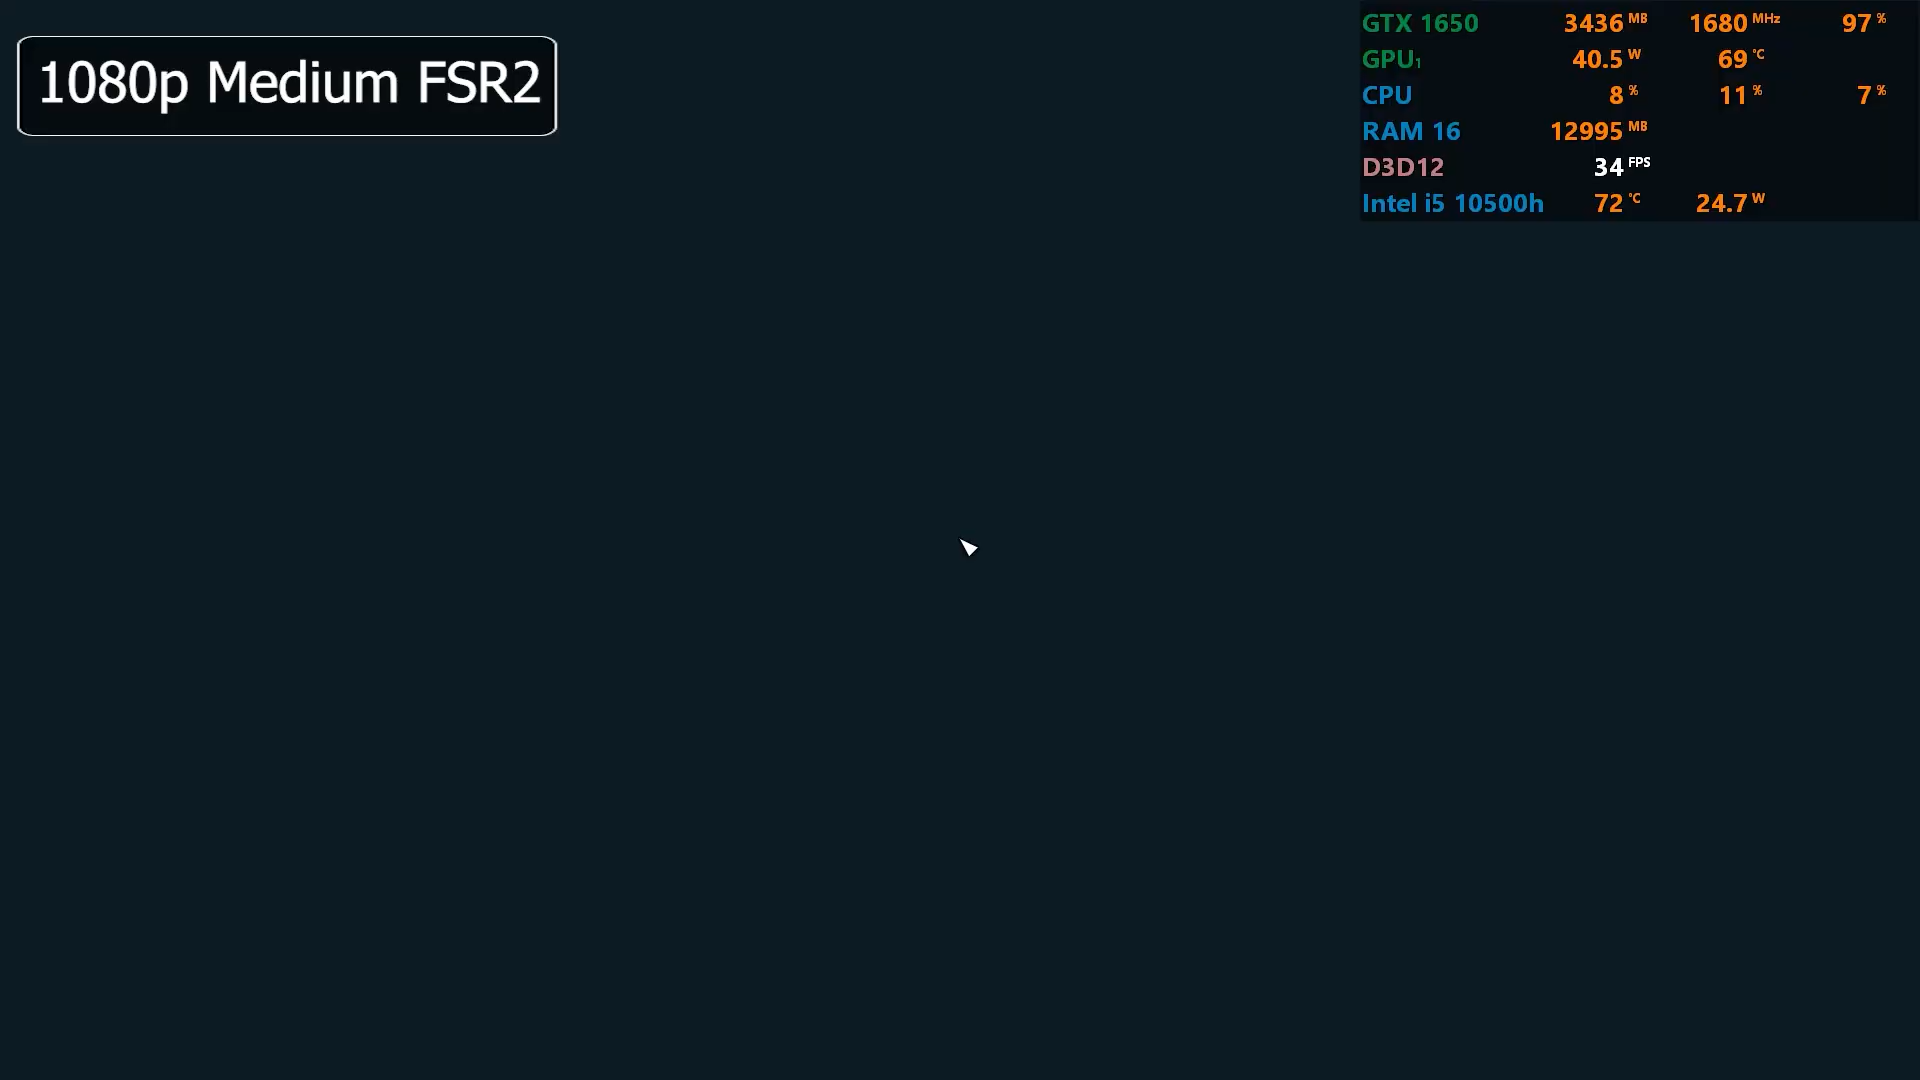 1080p Medium FSR2
GTX 1650 3436 MB 1680 MHz 97 %
GPU1 40.5 W 69 °C
CPU 8 % 11 % 7 %
RAM 16 12995 MB
D3D12 34 FPS
Intel i5 10500h 72 °C 24.7 W